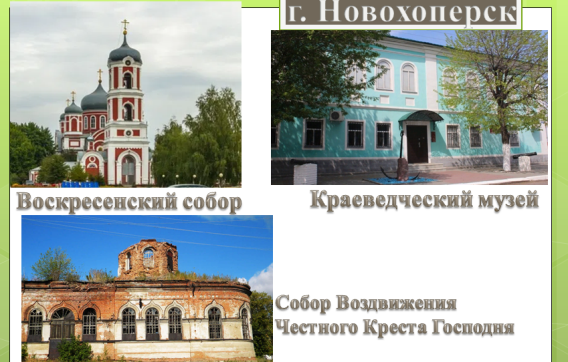 г. Новохоперск
Воскресенский собор
Краеведческий музей
Собор Воздвижения
Честного Креста Господня